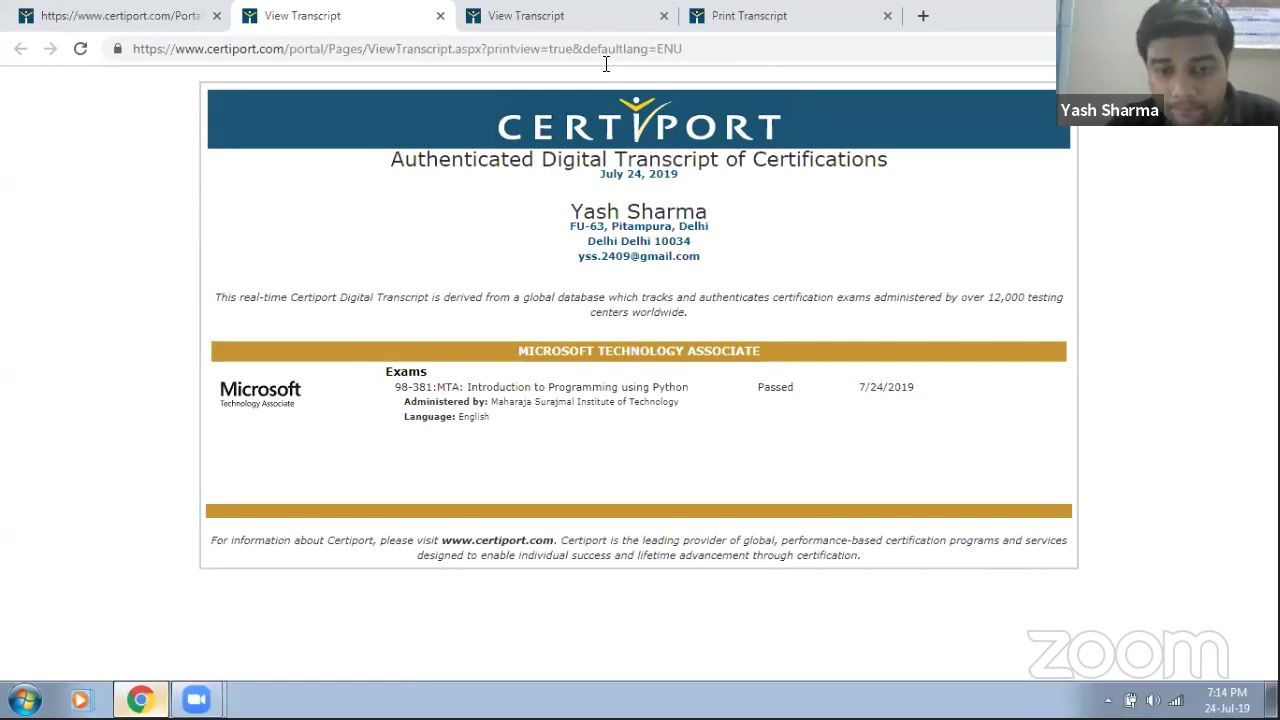 https://www.certiport.com/Porta
View Transcript
View Transcript
Print Transcript
https://www.certiport.com/portal/Pages/ViewTranscript.aspx?printview=true&defaultlang=ENU
Yash Sharma
CERTIPORT
Authenticated Digital Transcript of Certifications
July 24, 2019
Yash Sharma
FU-63, Pitampura, Delhi
Delhi Delhi 10034
yss.2409@gmail.com
This real-time Certiport Digital Transcript is derived from a global database which tracks and authenticates certification exams administered by over 12,000 testing
centers worldwide.
MICROSOFT TECHNOLOGY ASSOCIATE
Exams
Microsoft
Technology Associate
98-381:MTA: Introduction to Programming using Python Passed 7/24/2019
Administered by: Maharaja Surajmal Institute of Technology
Language: English
For information about Certiport, please visit www.certiport.com. Certiport is the leading provider of global, performance-based certification programs and services
designed to enable individual success and lifetime advancement through certification.
zoom
7:14 PM
24-Jul-19